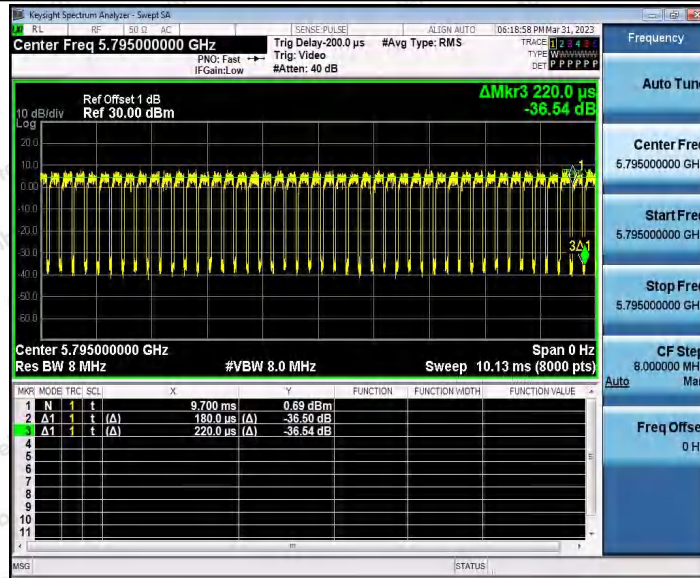 Keysight Spectrum Analyzer - Swept SA
RL RF 50 Ω AC SENSE:PULSE ALIGN AUTO 06:18:58 PM Mar 31, 2023
Center Freq 5.795000000 GHz Trig Delay-200.0 µs #Avg Type: RMS TRACE 1 2 3 4 5 6
PNO: Fast Trig: Video TYPE W
IFGain:Low #Atten: 40 dB DET P P P P P P
Frequency
Auto Tune
Ref Offset 1 dB ΔMkr3 220.0 µs
10 dB/div Ref 30.00 dBm -36.54 dB
Log
20.0
10.0
0.00
-10.0
-20.0
-30.0
-40.0
-60.0
1
3Δ1
Center 5.795000000 GHz Span 0 Hz
Res BW 8 MHz #VBW 8.0 MHz Sweep 10.13 ms (8000 pts)
MKR MODE TRC SCL X Y FUNCTION FUNCTION WIDTH FUNCTION VALUE
1 N 1 t 9.700 ms 0.69 dBm
2 Δ1 1 t (Δ) 180.0 µs (Δ) -36.50 dB
3 Δ1 1 t (Δ) 220.0 µs (Δ) -36.54 dB
4
5
6
7
8
9
10
11
MSG STATUS
Center Freq
5.795000000 GH
Start Freq
5.795000000 GH
Stop Freq
5.795000000 GH
CF Step
8.000000 MH
Auto Ma
Freq Offse
0 H